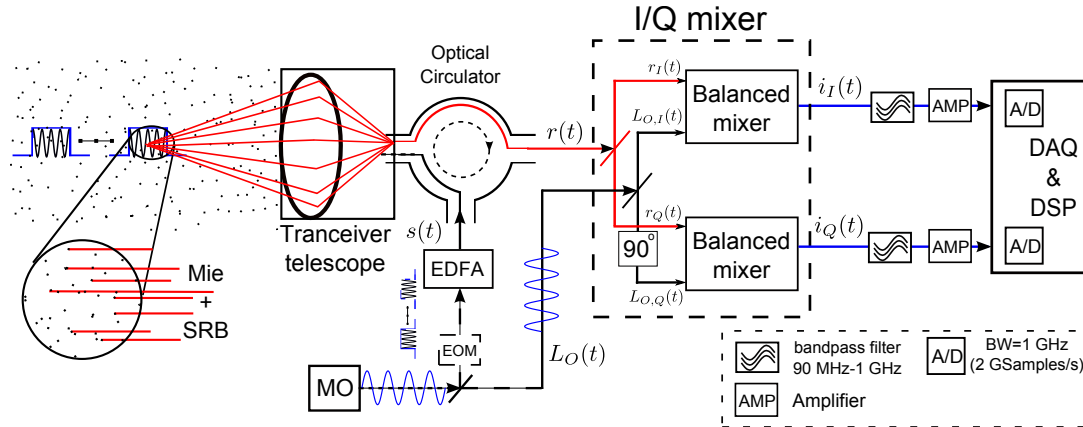 I/Q mixer
Optical
Circulator
r(t)
r_I(t)
L_{O,I}(t)
Balanced
mixer
i_I(t)
AMP
A/D
DAQ
&
DSP
Tranceiver
telescope
s(t)
EDFA
EOM
MO
L_O(t)
r_Q(t)
90°
L_{O,Q}(t)
Balanced
mixer
i_Q(t)
AMP
A/D
Mie
+
SRB
bandpass filter
90 MHz-1 GHz
A/D
BW=1 GHz
(2 GSamples/s)
AMP
Amplifier